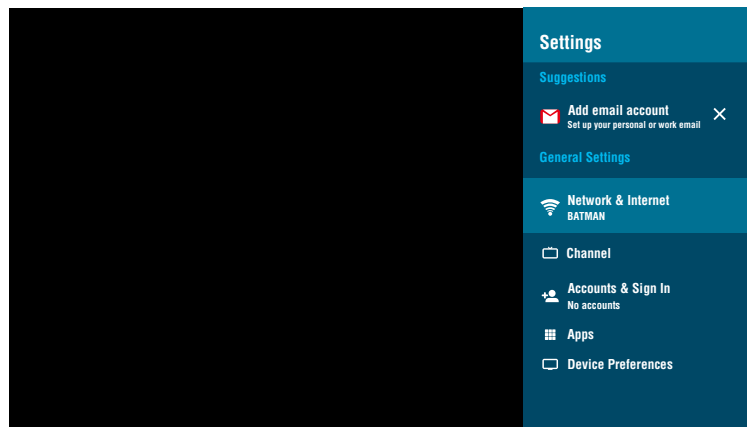 Settings
Suggestions
Add email account
Set up your personal or work email
General Settings
Network & Internet
BATMAN
Channel
Accounts & Sign In
No accounts
Apps
Device Preferences